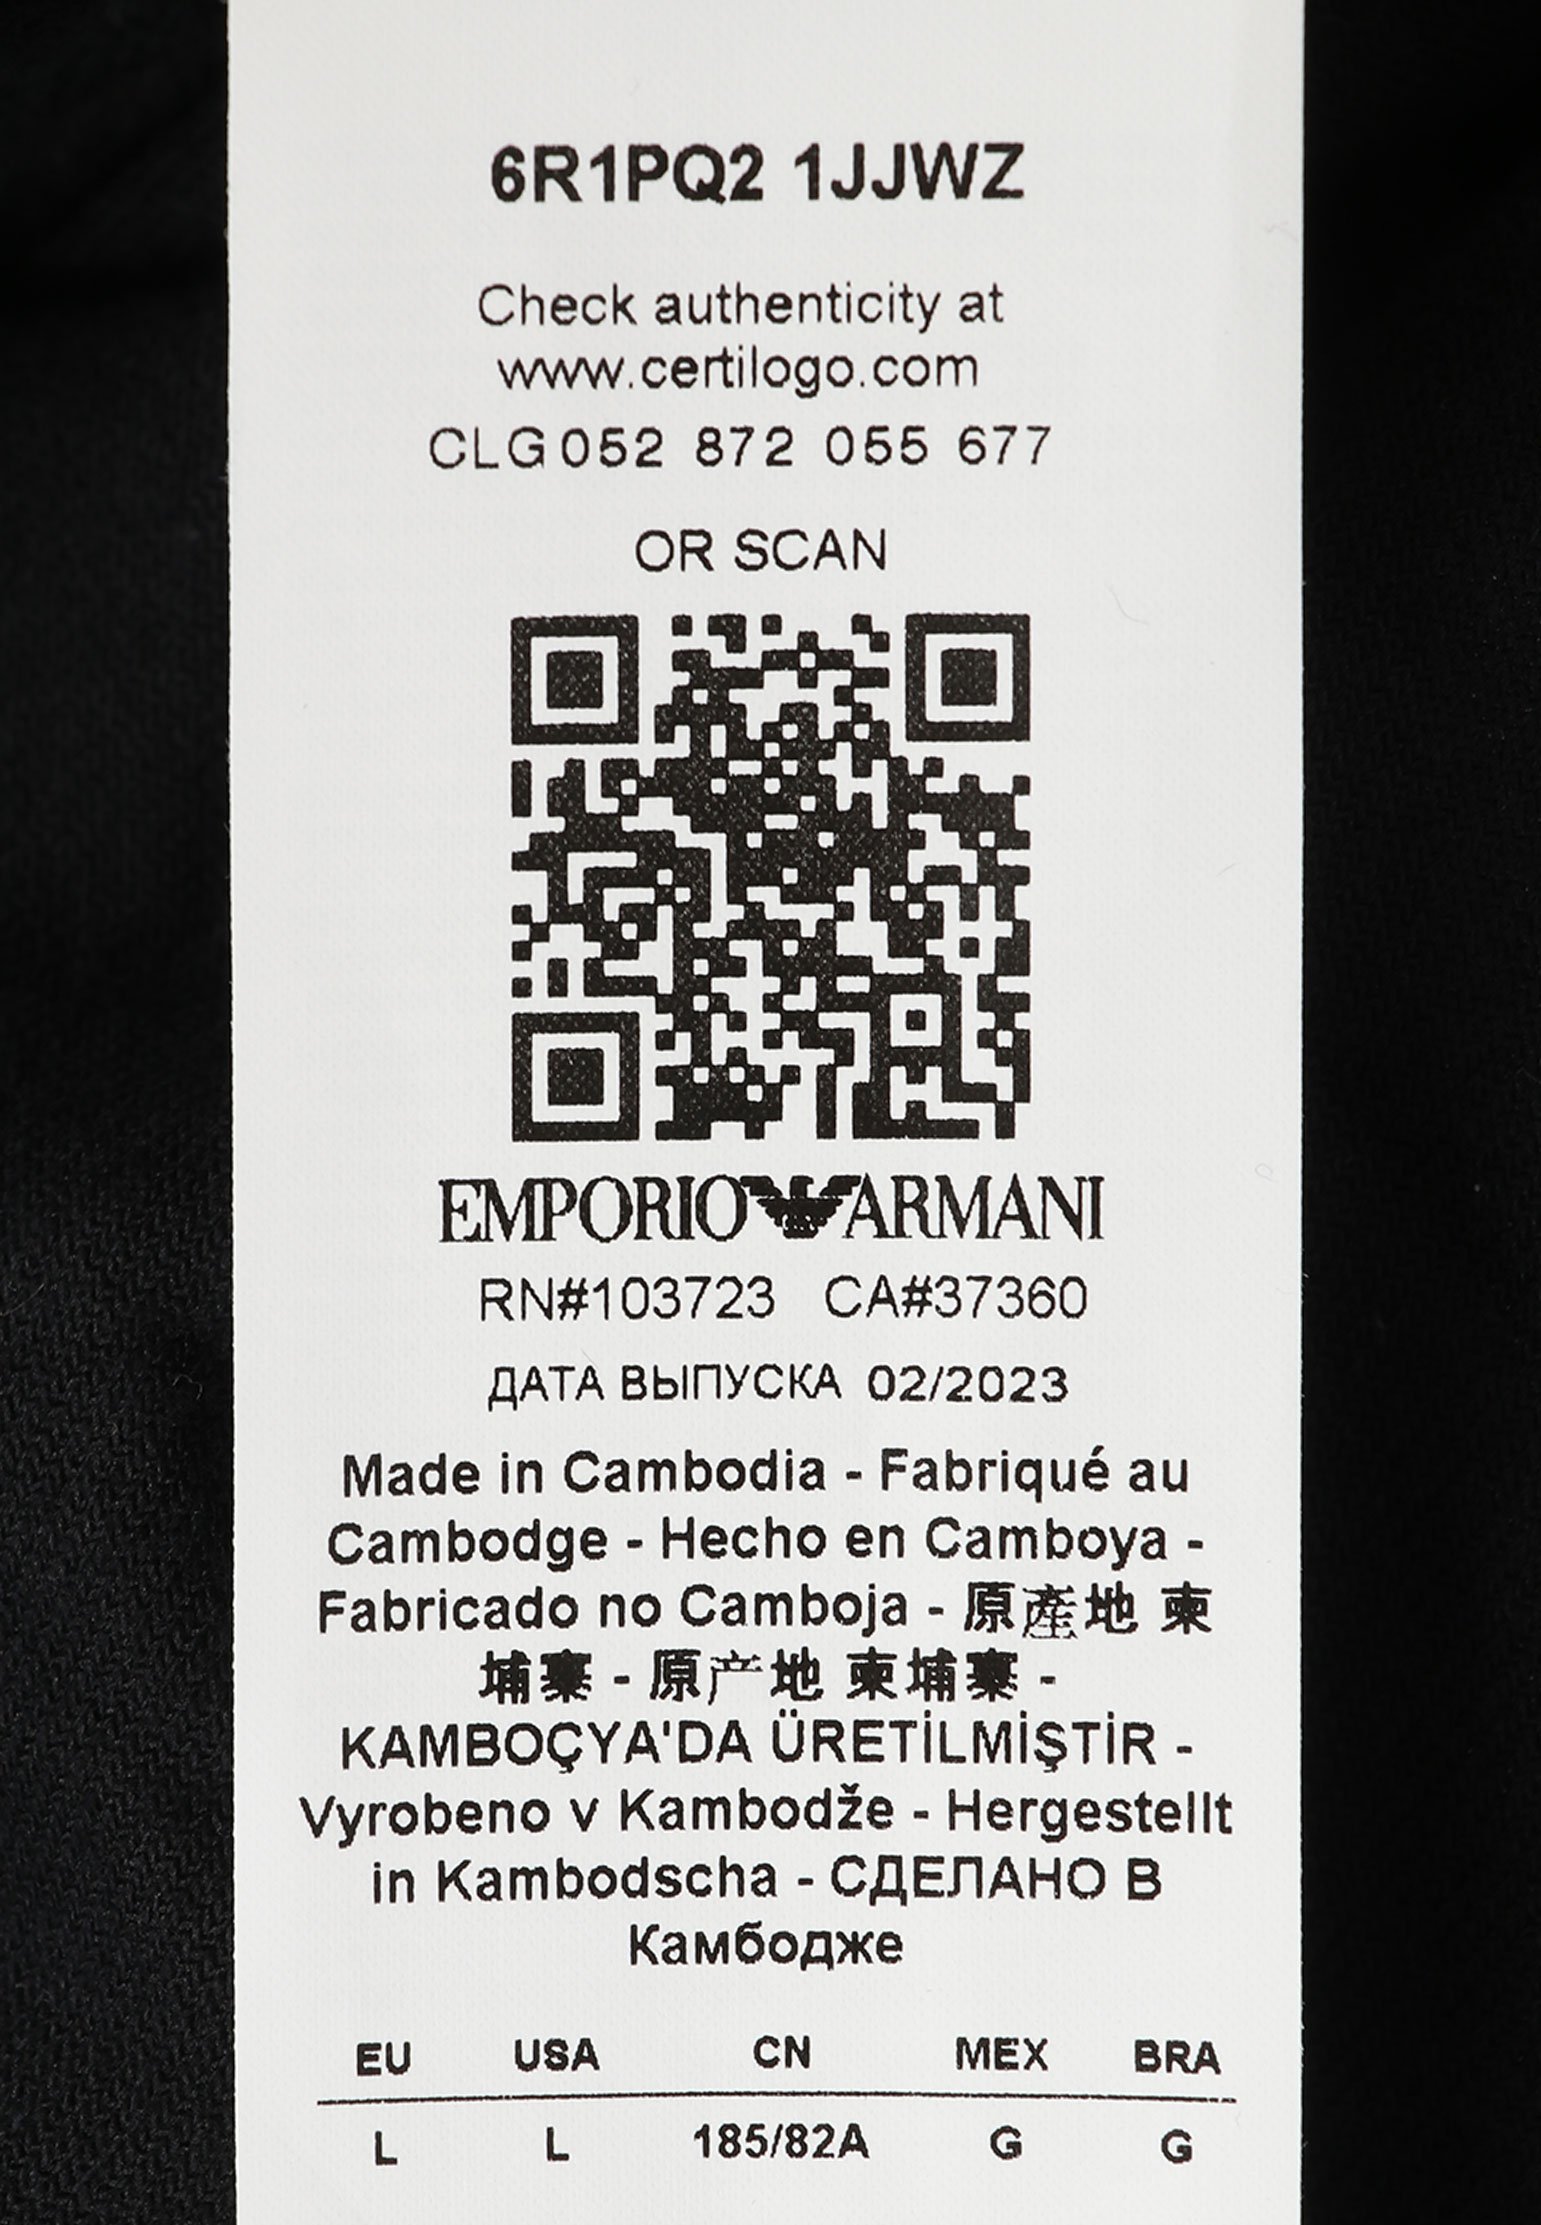 6R1PQ2 1JJWZ
Check authenticity at
www.certilogo.com
CLG 052 872 055 677
OR SCAN
EMPORIO ARMANI
RN#103723 CA#37360
ДАТА ВЫПУСКА 02/2023
Made in Cambodia - Fabriqué au
Cambodge - Hecho en Camboya -
Fabricado no Camboja - 原產地 柬
埔寨 - 原产地 柬埔寨 -
KAMBOÇYA'DA ÜRETİLMİŞTİR -
Vyrobeno v Kambodže - Hergestellt
in Kambodscha - СДЕЛАНО В
Камбодже
EU USA CN MEX BRA
L L 185/82A G G